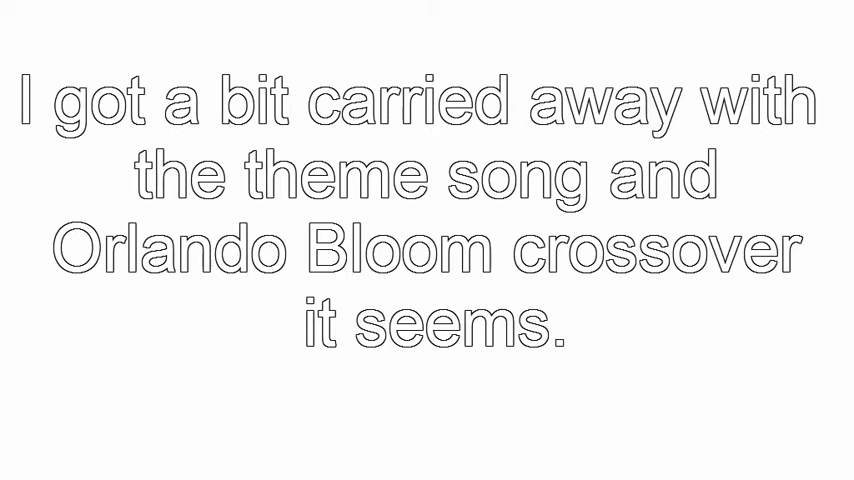 I got a bit carried away with
the theme song and
Orlando Bloom crossover
it seems.